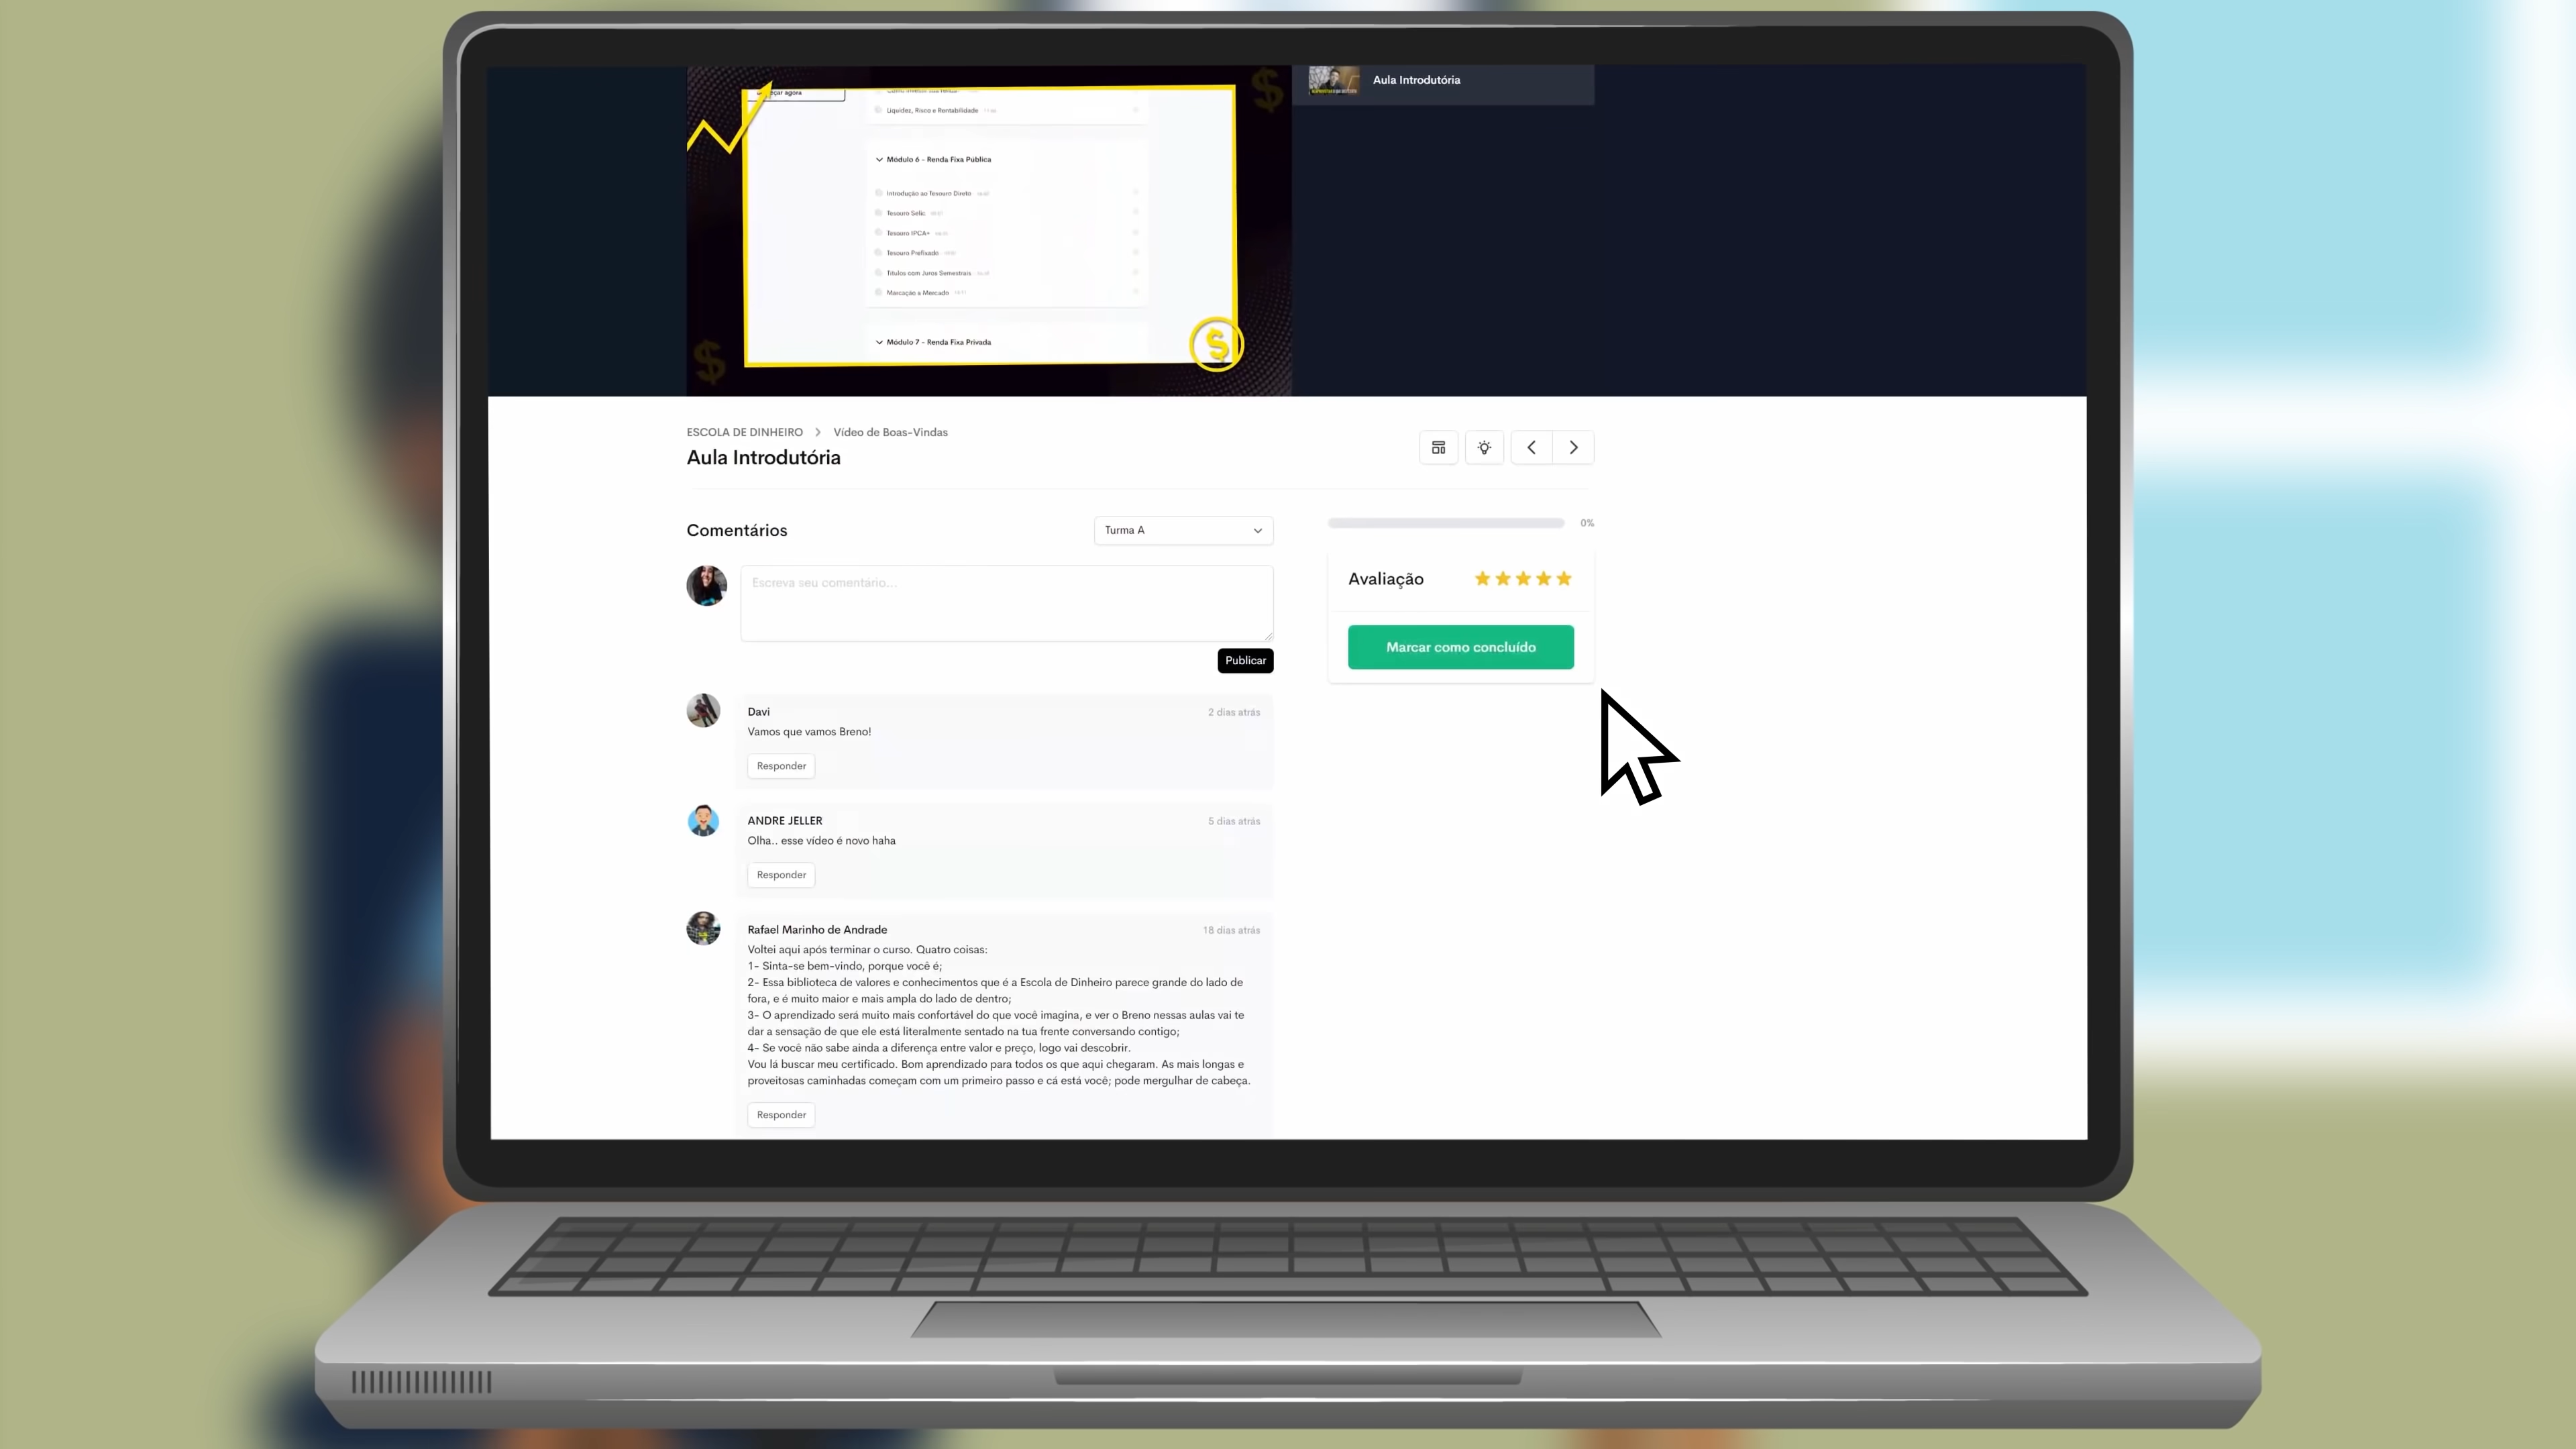 eçar agora
Aula Introdutória
Liquidez, Risco e Rentabilidade
Módulo 6 - Renda Fixa Pública
Introdução ao Tesouro Direto
Tesouro Selic
Tesouro IPCA+
Tesouro Prefixado
Títulos com Juros Semestrais
Marcação a Mercado
Módulo 7 - Renda Fixa Privada
$
ESCOLA DE DINHEIRO > Vídeo de Boas-Vindas
Aula Introdutória
Comentários
Turma A
0%
Escreva seu comentário...
Avaliação
Marcar como concluído
Publicar
Davi 2 dias atrás
Vamos que vamos Breno!
Responder
ANDRE JELLER 5 dias atrás
Olha.. esse vídeo é novo haha
Responder
Rafael Marinho de Andrade 18 dias atrás
Voltei aqui após terminar o curso. Quatro coisas:
1- Sinta-se bem-vindo, porque você é;
2- Essa biblioteca de valores e conhecimentos que é a Escola de Dinheiro parece grande do lado de
fora, e é muito maior e mais ampla do lado de dentro;
3- O aprendizado será muito mais confortável do que você imagina, e ver o Breno nessas aulas vai te
dar a sensação de que ele está literalmente sentado na tua frente conversando contigo;
4- Se você não sabe ainda a diferença entre valor e preço, logo vai descobrir.
Vou lá buscar meu certificado. Bom aprendizado para todos os que aqui chegaram. As mais longas e
proveitosas caminhadas começam com um primeiro passo e cá está você; pode mergulhar de cabeça.
Responder